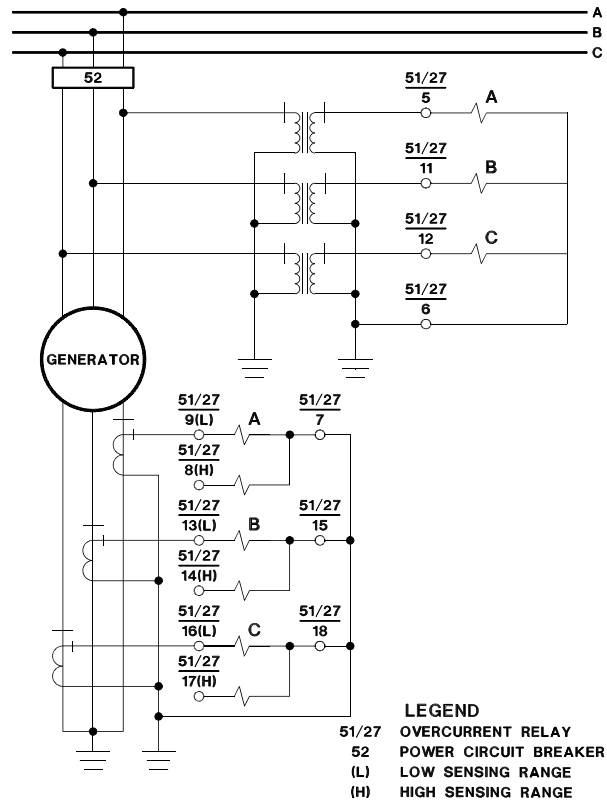 A
B
C
52
51/27
5
A
51/27
11
B
51/27
12
C
51/27
6
GENERATOR
51/27
9(L)
A
51/27
7
51/27
8(H)
51/27
13(L)
B
51/27
15
51/27
14(H)
51/27
16(L)
C
51/27
18
51/27
17(H)
LEGEND
51/27 OVERCURRENT RELAY
52 POWER CIRCUIT BREAKER
(L) LOW SENSING RANGE
(H) HIGH SENSING RANGE